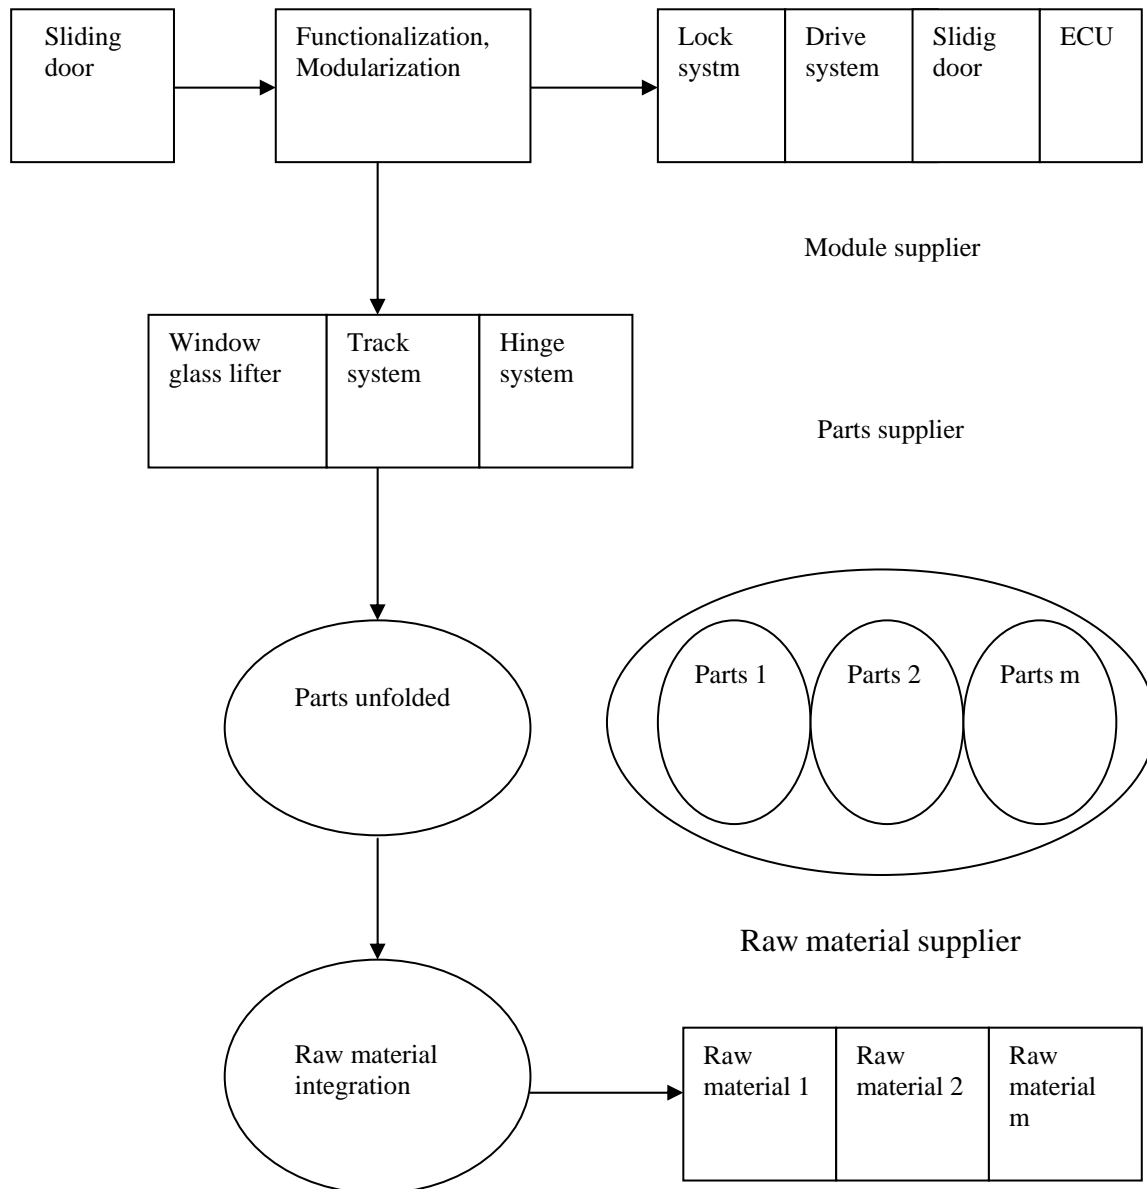 Sliding
door
Functionalization,
Modularization
Lock
systm
Drive
system
Slidig
door
ECU
Module supplier
Window
glass lifter
Track
system
Hinge
system
Parts supplier
Parts unfolded
Parts 1
Parts 2
Parts m
Raw material supplier
Raw material
integration
Raw
material 1
Raw
material 2
Raw
material
m